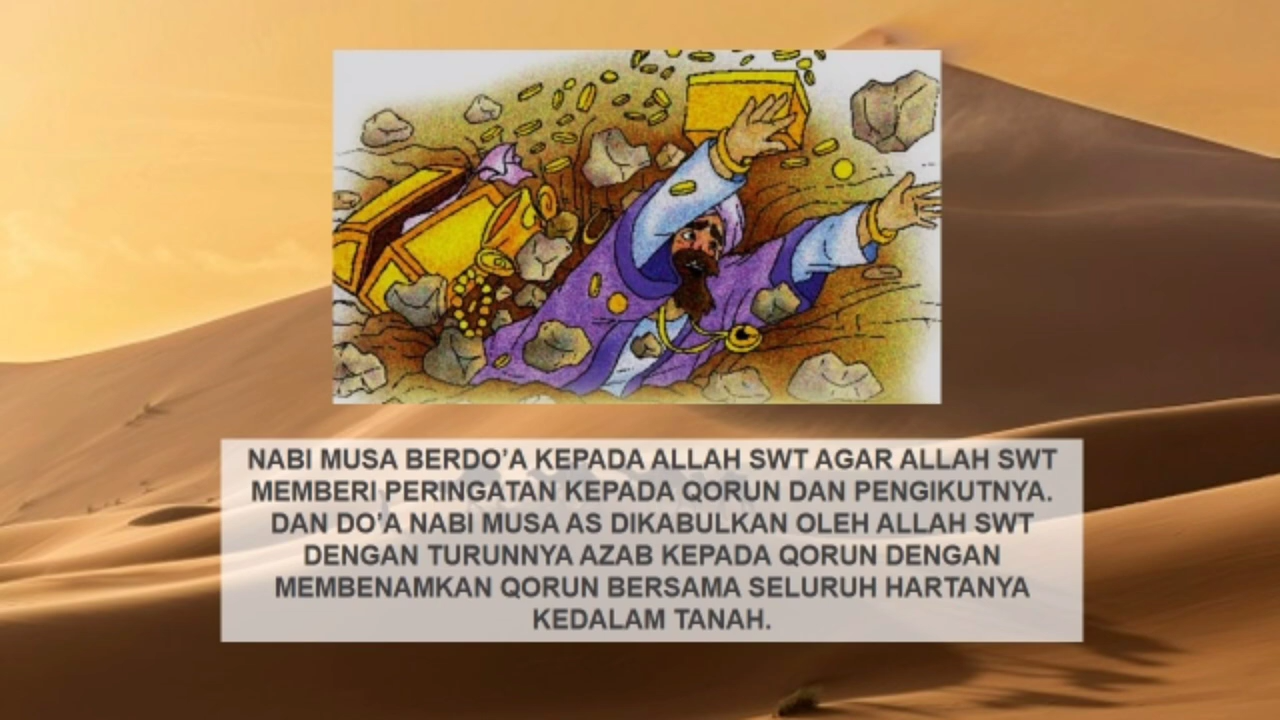 NABI MUSA BERDO'A KEPADA ALLAH SWT AGAR ALLAH SWT
MEMBERI PERINGATAN KEPADA QORUN DAN PENGIKUTNYA.
DAN DO'A NABI MUSA AS DIKABULKAN OLEH ALLAH SWT
DENGAN TURUNNYA AZAB KEPADA QORUN DENGAN
MEMBENAMKAN QORUN BERSAMA SELURUH HARTANYA
KEDALAM TANAH.